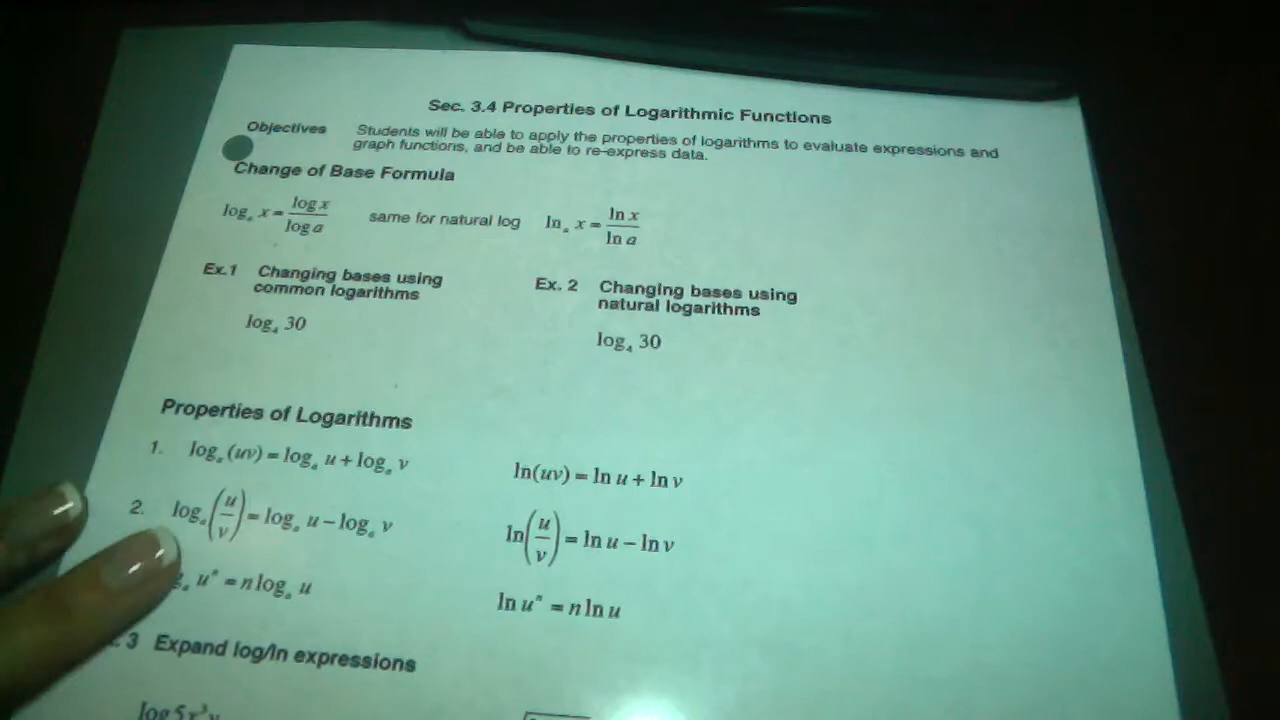 Sec. 3.4 Properties of Logarithmic Functions
Objectives Students will be able to apply the properties of logarithms to evaluate expressions and
graph functions, and be able to re-express data.
Change of Base Formula
logₐ x = log x / log a same for natural log lnₐ x = ln x / ln a
Ex.1 Changing bases using
common logarithms
log₄ 30
Ex. 2 Changing bases using
natural logarithms
log₄ 30
Properties of Logarithms
1. logₐ (uv) = logₐ u + logₐ v ln(uv) = ln u + ln v
2. logₐ (u/v) = logₐ u − logₐ v ln(u/v) = ln u − ln v
uⁿ = n logₐ u ln uⁿ = n ln u
3 Expand log/ln expressions